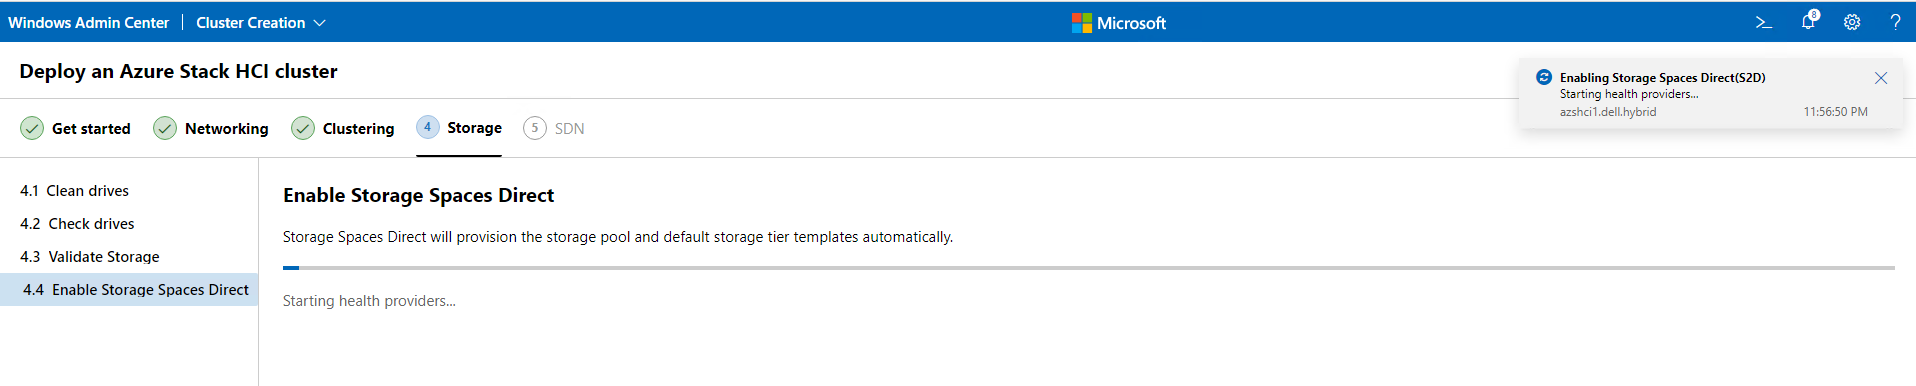 Windows Admin Center | Cluster Creation
Microsoft
8
?
Deploy an Azure Stack HCI cluster
Enabling Storage Spaces Direct(S2D)
Starting health providers...
azshci1.dell.hybrid 11:56:50 PM
Get started Networking Clustering 4 Storage 5 SDN
4.1 Clean drives
4.2 Check drives
4.3 Validate Storage
4.4 Enable Storage Spaces Direct
Enable Storage Spaces Direct
Storage Spaces Direct will provision the storage pool and default storage tier templates automatically.
Starting health providers...